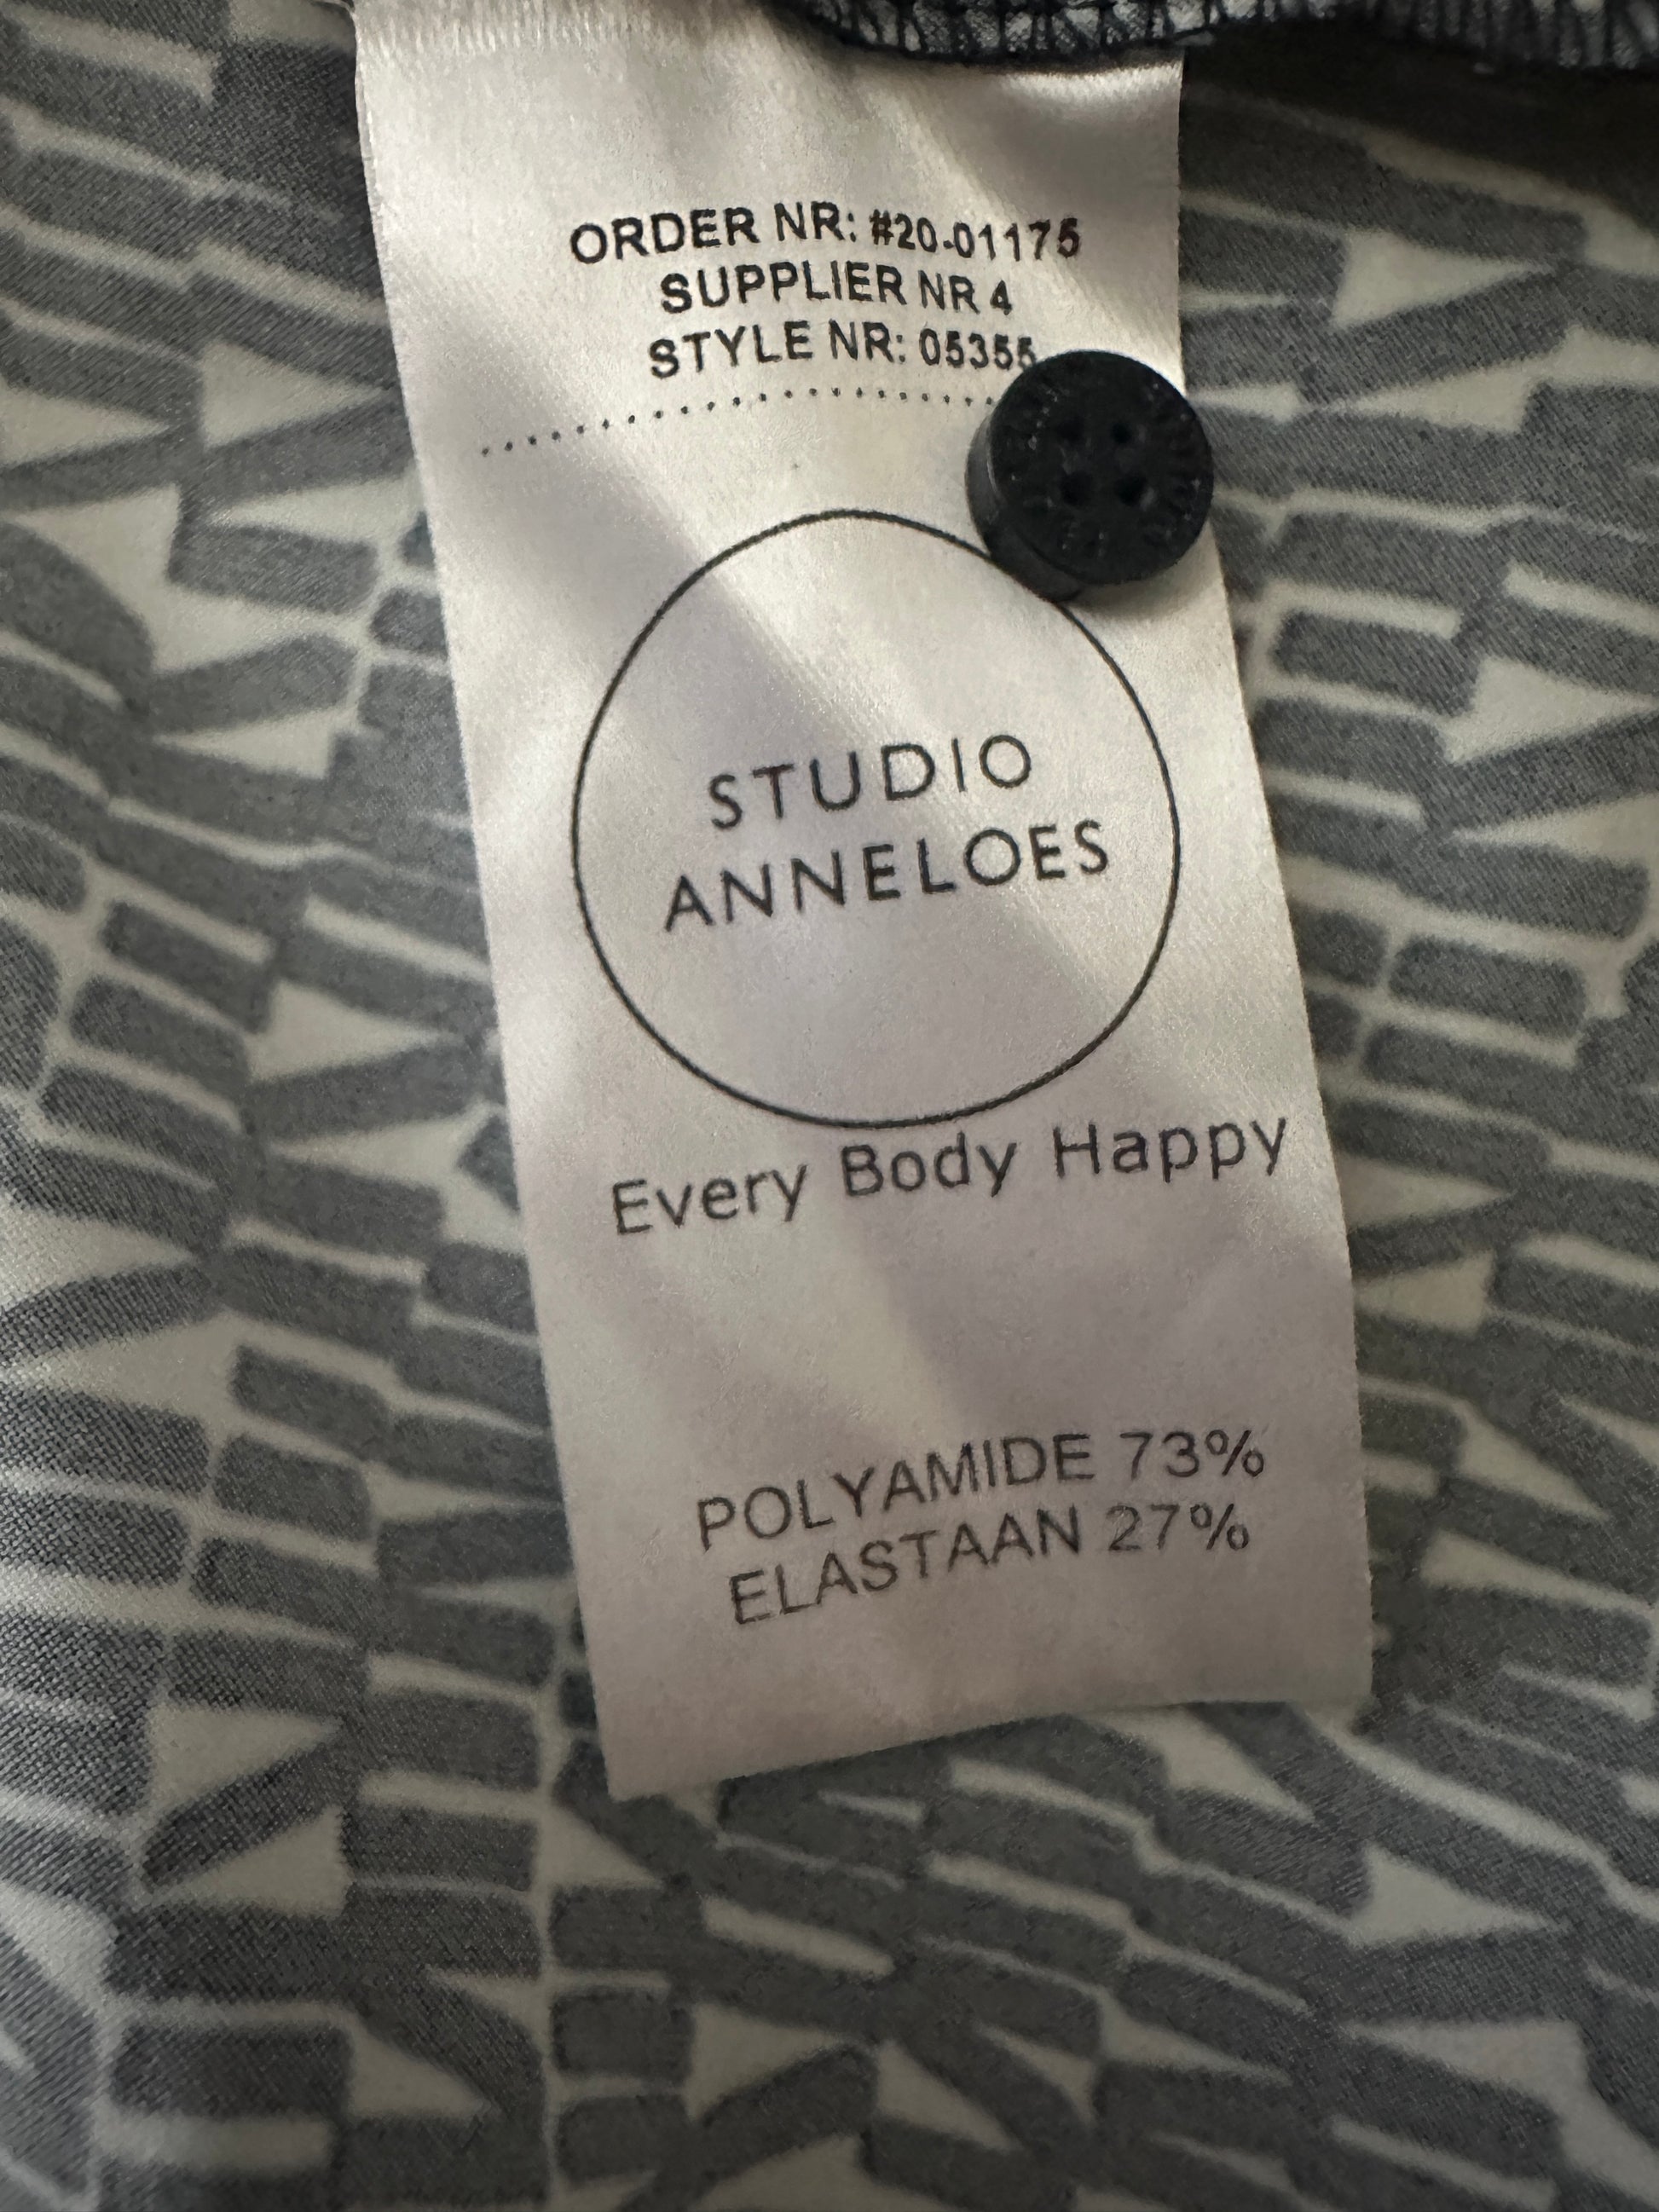 ORDER NR: #20-01175
SUPPLIER NR 4
STYLE NR: 05355
STUDIO
ANNELOES
Every Body Happy
POLYAMIDE 73%
ELASTAAN 27%